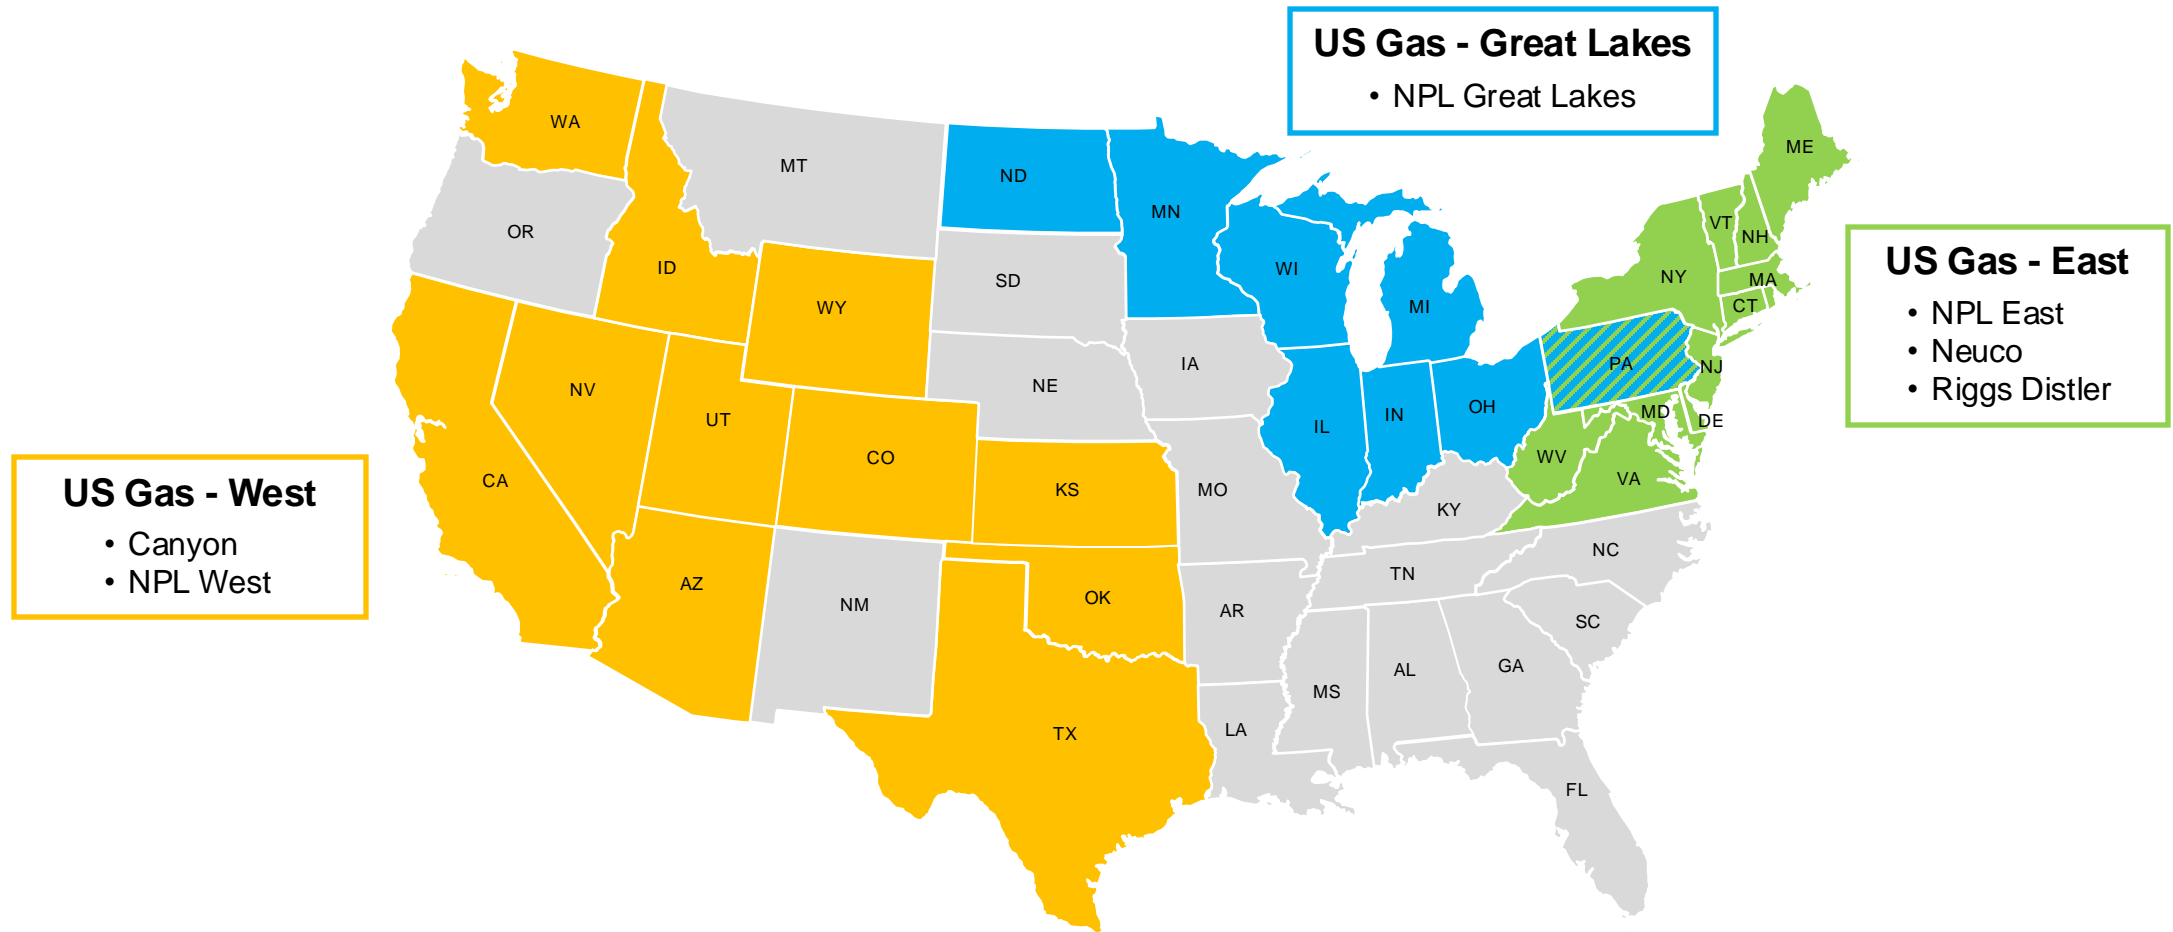 US Gas - Great Lakes
• NPL Great Lakes
WA
MT
ND
MN
OR
ID
WY
SD
WI
MI
ME
VT
NH
NY
MA
CT
US Gas - East
• NPL East
• Neuco
• Riggs Distler
NV
UT
CO
NE
IA
IL
IN
OH
PA
NJ
MD
DE
WV
VA
CA
KS
MO
KY
US Gas - West
• Canyon
• NPL West
AZ
NM
OK
AR
TN
NC
SC
TX
LA
MS
AL
GA
FL